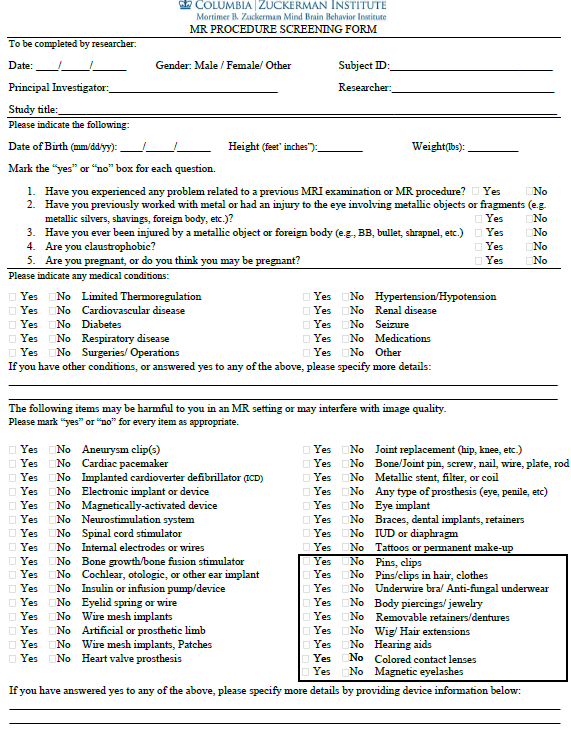 COLUMBIA | ZUCKERMAN INSTITUTE
Mortimer B. Zuckerman Mind Brain Behavior Institute
MR PROCEDURE SCREENING FORM
To be completed by researcher:
Date: ____/_____/______ Gender: Male / Female/ Other Subject ID:
Principal Investigator: Researcher:
Study title:
Please indicate the following:
Date of Birth (mm/dd/yy): ____/_____/______ Height (feet' inches"): Weight(lbs):
Mark the “yes” or “no” box for each question.
1. Have you experienced any problem related to a previous MRI examination or MR procedure? Yes No
2. Have you previously worked with metal or had an injury to the eye involving metallic objects or fragments (e.g.
metallic silvers, shavings, foreign body, etc.)? Yes No
3. Have you ever been injured by a metallic object or foreign body (e.g., BB, bullet, shrapnel, etc.) Yes No
4. Are you claustrophobic? Yes No
5. Are you pregnant, or do you think you may be pregnant? Yes No
Please indicate any medical conditions:
Yes No Limited Thermoregulation Yes No Hypertension/Hypotension
Yes No Cardiovascular disease Yes No Renal disease
Yes No Diabetes Yes No Seizure
Yes No Respiratory disease Yes No Medications
Yes No Surgeries/ Operations Yes No Other
If you have other conditions, or answered yes to any of the above, please specify more details:
The following items may be harmful to you in an MR setting or may interfere with image quality.
Please mark “yes” or “no” for every item as appropriate.
Yes No Aneurysm clip(s) Yes No Joint replacement (hip, knee, etc.)
Yes No Cardiac pacemaker Yes No Bone/Joint pin, screw, nail, wire, plate, rod
Yes No Implanted cardioverter defibrillator (ICD) Yes No Metallic stent, filter, or coil
Yes No Electronic implant or device Yes No Any type of prosthesis (eye, penile, etc)
Yes No Magnetically-activated device Yes No Eye implant
Yes No Neurostimulation system Yes No Braces, dental implants, retainers
Yes No Spinal cord stimulator Yes No IUD or diaphragm
Yes No Internal electrodes or wires Yes No Tattoos or permanent make-up
Yes No Bone growth/bone fusion stimulator Yes No Pins, clips
Yes No Cochlear, otologic, or other ear implant Yes No Pins/clips in hair, clothes
Yes No Insulin or infusion pump/device Yes No Underwire bra/ Anti-fungal underwear
Yes No Eyelid spring or wire Yes No Body piercings/ jewelry
Yes No Wire mesh implants Yes No Removable retainers/dentures
Yes No Artificial or prosthetic limb Yes No Wig/ Hair extensions
Yes No Wire mesh implants, Patches Yes No Hearing aids
Yes No Heart valve prosthesis Yes No Colored contact lenses
Yes No Magnetic eyelashes
If you have answered yes to any of the above, please specify more details by providing device information below: